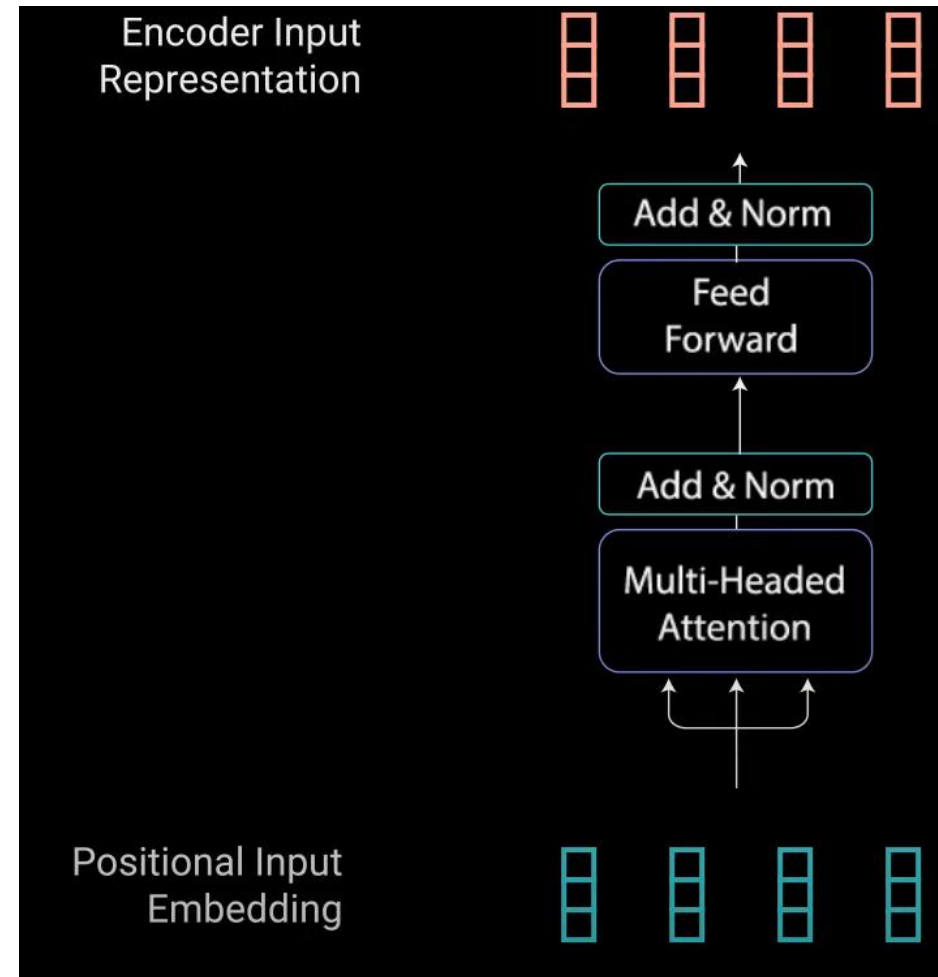 Encoder Input
Representation
Add & Norm
Feed
Forward
Add & Norm
Multi-Headed
Attention
Positional Input
Embedding